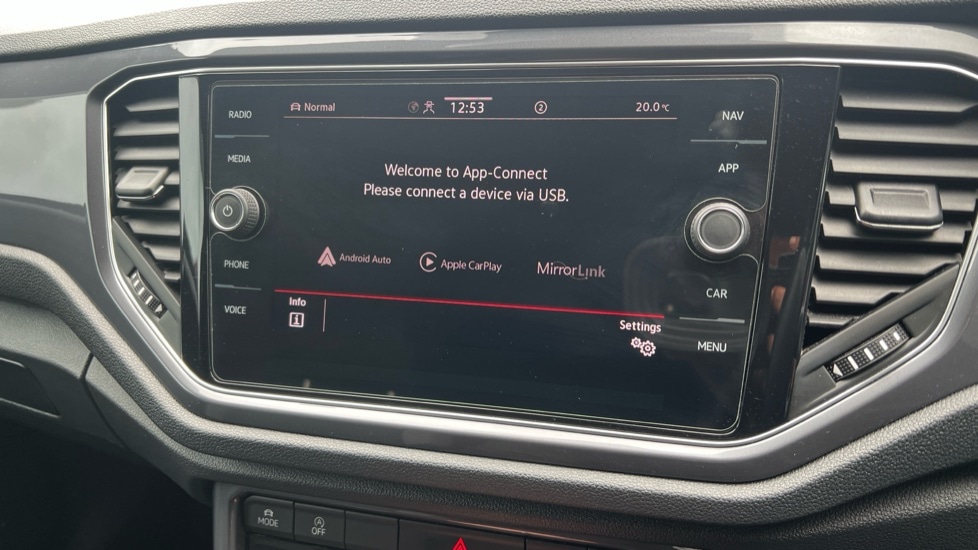 RADIO
MEDIA
PHONE
VOICE
Normal
12:53
2
20.0 °C
Welcome to App-Connect
Please connect a device via USB.
Android Auto
Apple CarPlay
MirrorLink
Info
i
Settings
NAV
APP
CAR
MENU
MODE
A
OFF